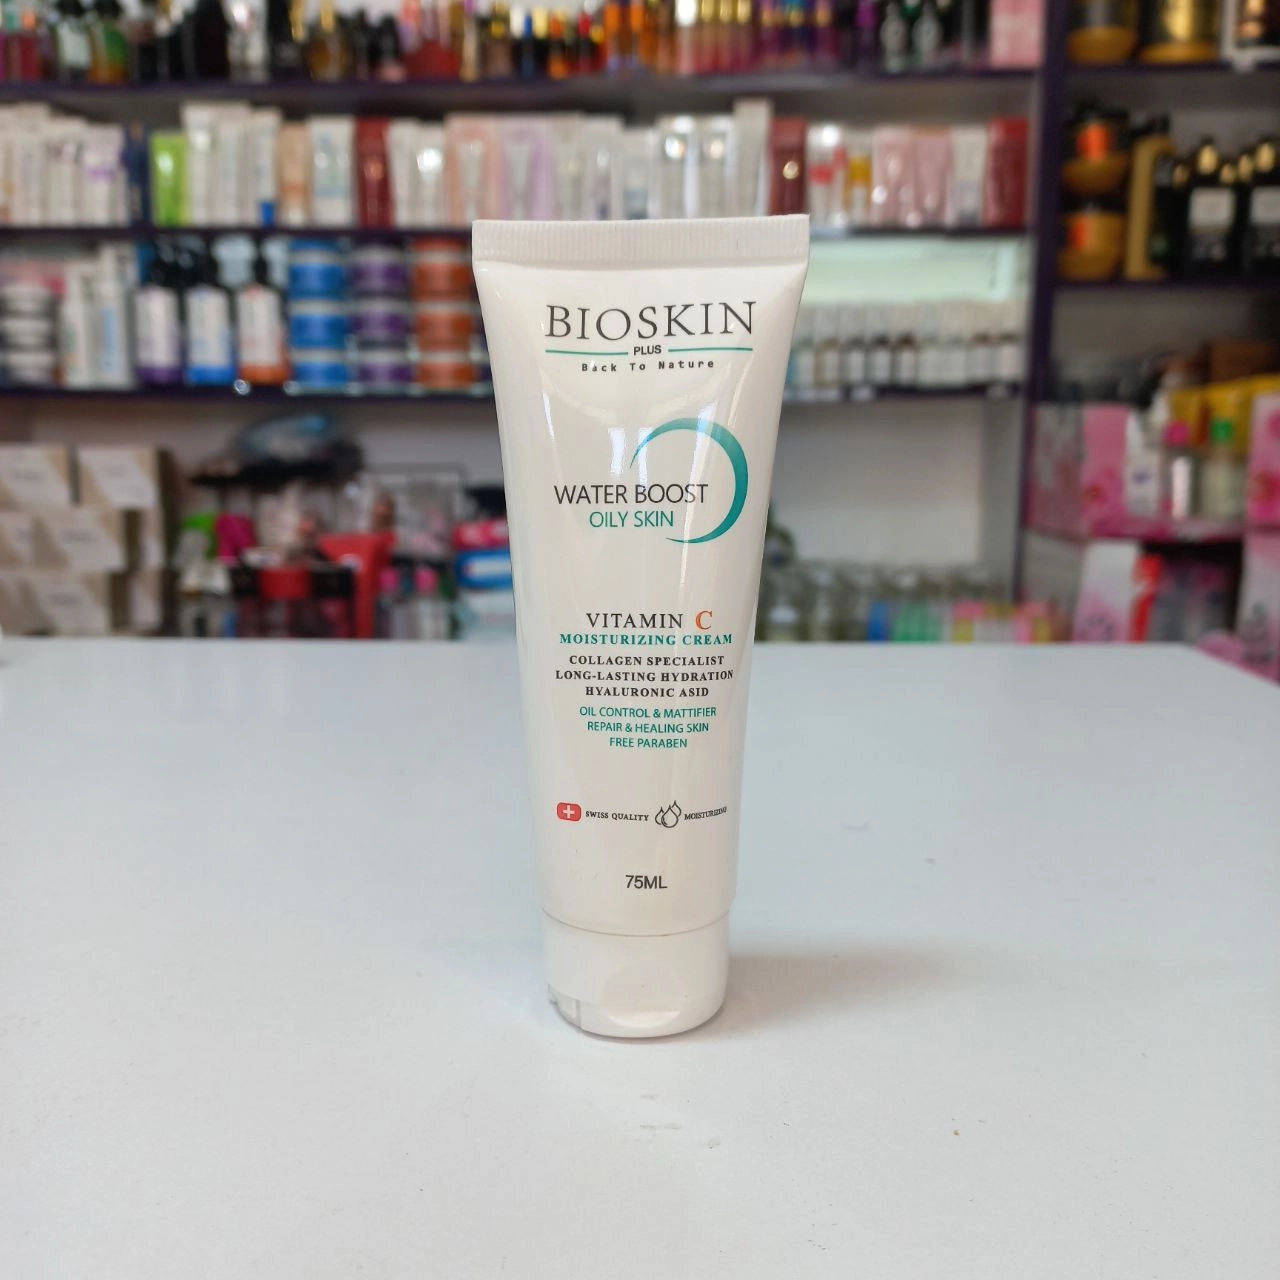 BIOSKIN
PLUS
Back To Nature
WATER BOOST
OILY SKIN
VITAMIN C
MOISTURIZING CREAM
COLLAGEN SPECIALIST
LONG-LASTING HYDRATION
HYALURONIC ASID
OIL CONTROL & MATTIFIER
REPAIR & HEALING SKIN
FREE PARABEN
SWISS QUALITY MOISTURIZING
75ML